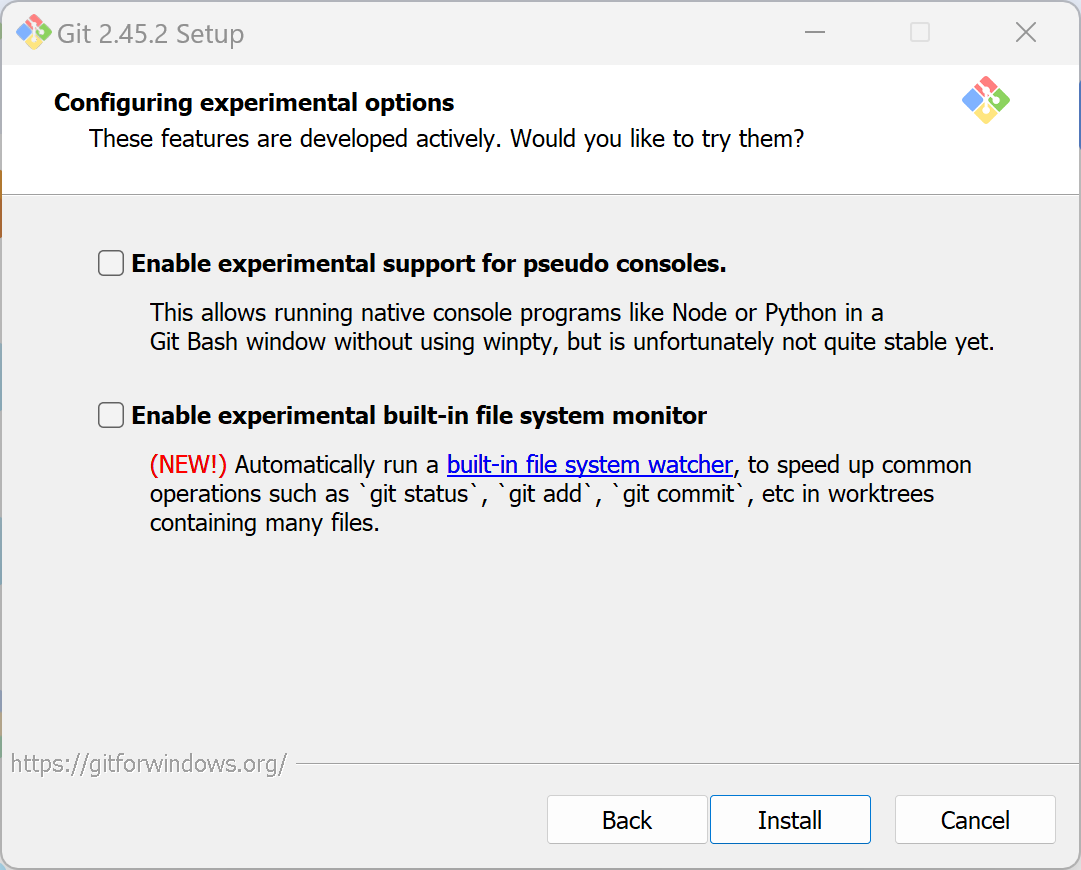 Git 2.45.2 Setup
Configuring experimental options
These features are developed actively. Would you like to try them?
Enable experimental support for pseudo consoles.
This allows running native console programs like Node or Python in a
Git Bash window without using winpty, but is unfortunately not quite stable yet.
Enable experimental built-in file system monitor
(NEW!) Automatically run a built-in file system watcher, to speed up common
operations such as `git status`, `git add`, `git commit`, etc in worktrees
containing many files.
https://gitforwindows.org/
Back Install Cancel